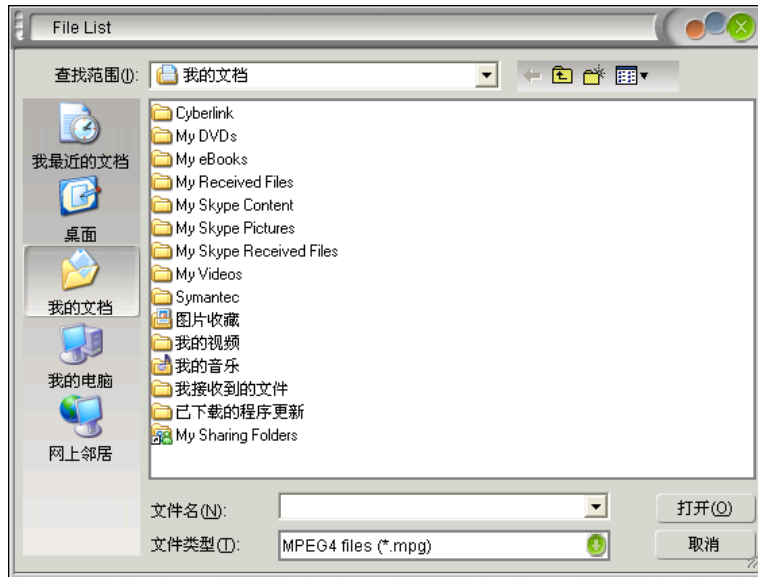 File List
查找范围(I):
我的文档
我最近的文档
桌面
我的文档
我的电脑
网上邻居
Cyberlink
My DVDs
My eBooks
My Received Files
My Skype Content
My Skype Pictures
My Skype Received Files
My Videos
Symantec
图片收藏
我的视频
我的音乐
我接收到的文件
已下载的程序更新
My Sharing Folders
文件名(N):
打开(O)
文件类型(T):
MPEG4 files (*.mpg)
取消